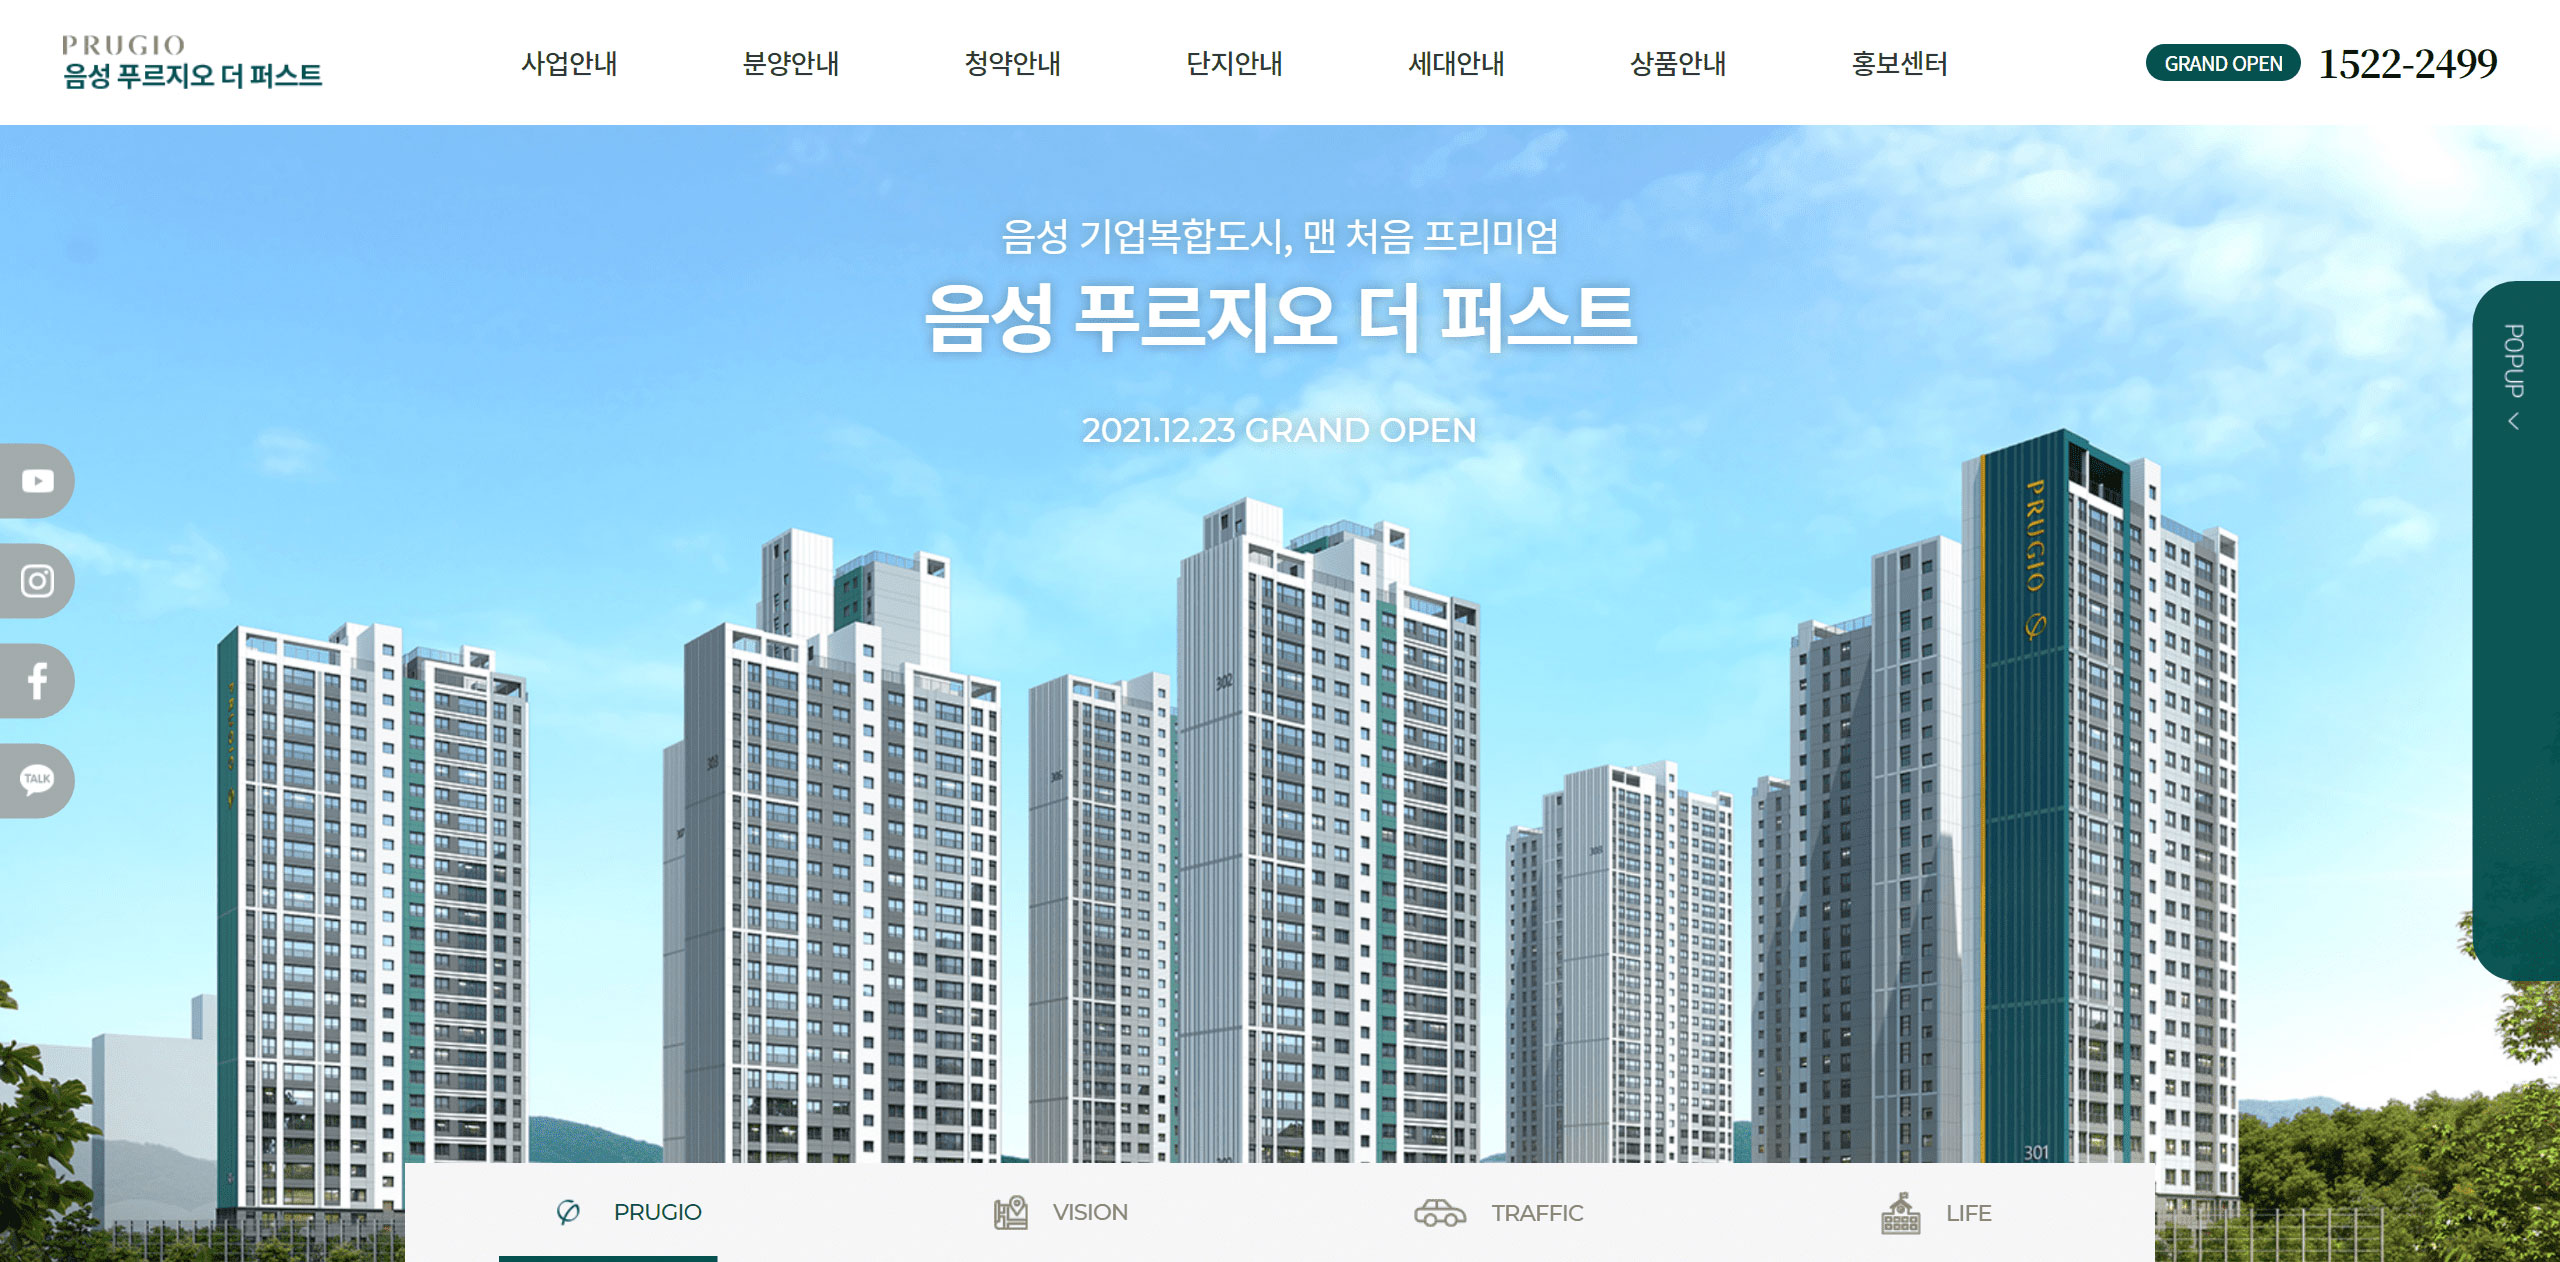 PRUGIO
음성 푸르지오 더 퍼스트
사업안내
분양안내
청약안내
단지안내
세대안내
상품안내
홍보센터
GRAND OPEN
1522-2499
음성 기업복합도시, 맨 처음 프리미엄
음성 푸르지오 더 퍼스트
2021.12.23 GRAND OPEN
POPUP
TALK
PRUGIO
PRUGIO
303
302
301
PRUGIO
VISION
TRAFFIC
LIFE